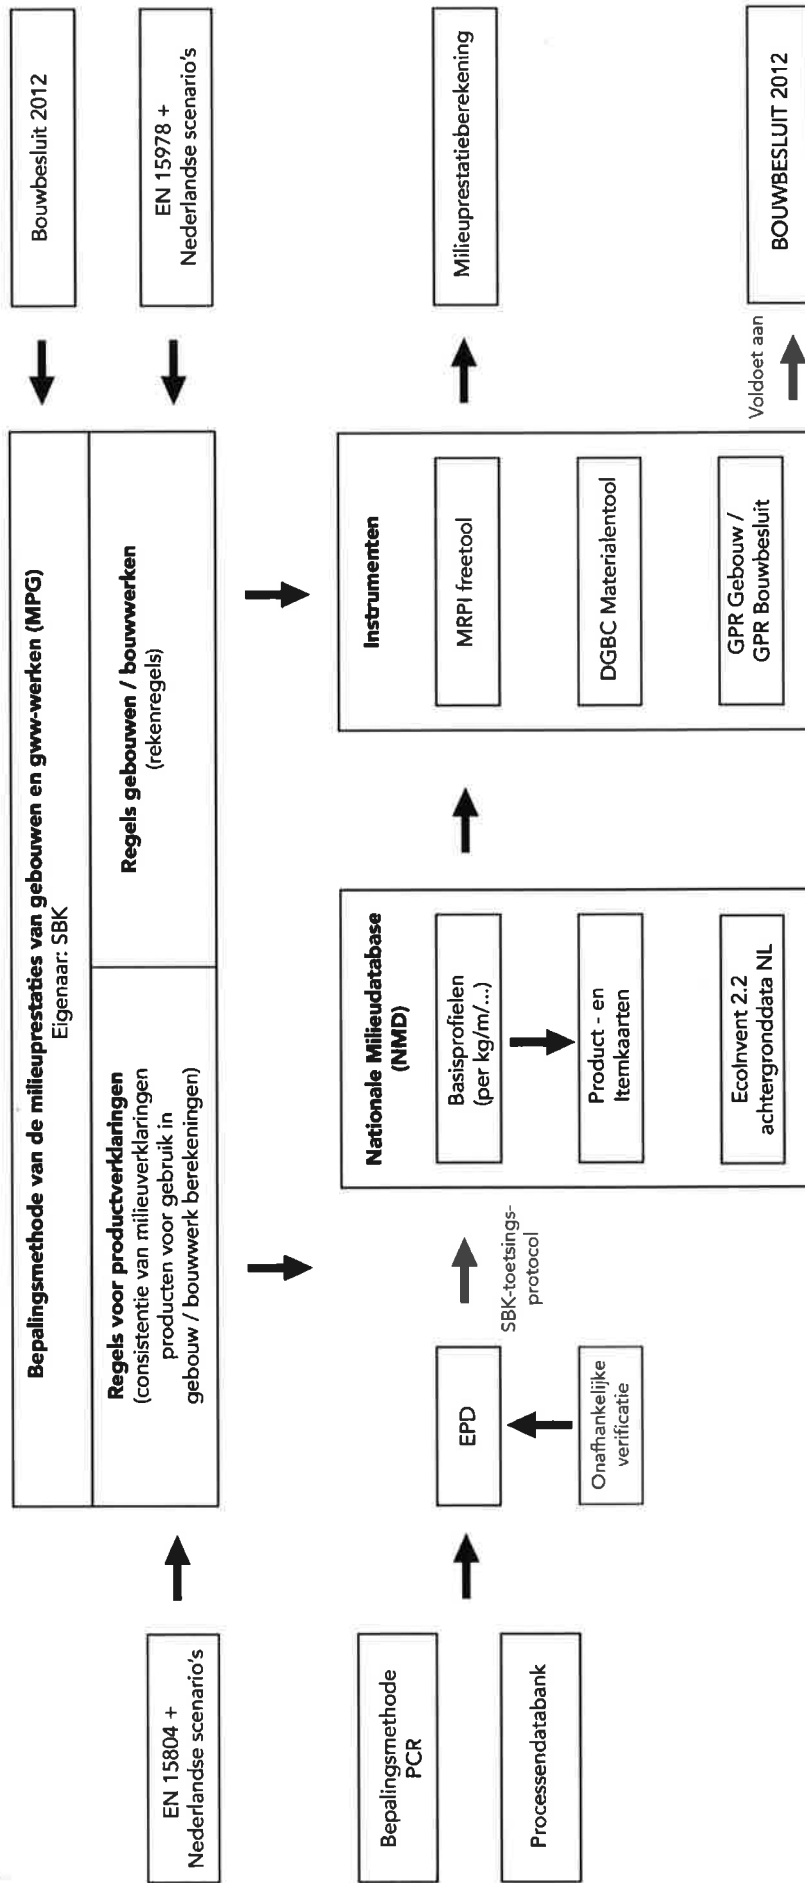 Bepalingsmethode van de milieuprestaties van gebouwen en gww-werken (MPG)
Eigenaar: SBK
Regels voor productverklaringen
(consistentie van milieuverklaringen
producten voor gebruik in
gebouw / bouwwerk berekeningen)
Regels gebouwen / bouwwerken
(rekenregels)
Bouwbesluit 2012
EN 15978 +
Nederlandse scenario's
EN 15804 +
Nederlandse scenario's
Bepalingsmethode
PCR
Processendatabank
EPD
Onafhankelijke
verificatie
SBK-toetsings-
protocol
Nationale Milieudatabase
(NMD)
Basisprofielen
(per kg/m/...)
Product - en
Itemkaarten
EcoInvent 2.2
achtergronddata NL
Instrumenten
MRPI freetool
DGBC Materialentool
GPR Gebouw /
GPR Bouwbesluit
Milieuprestatieberekening
Voldoet aan
BOUWBESLUIT 2012